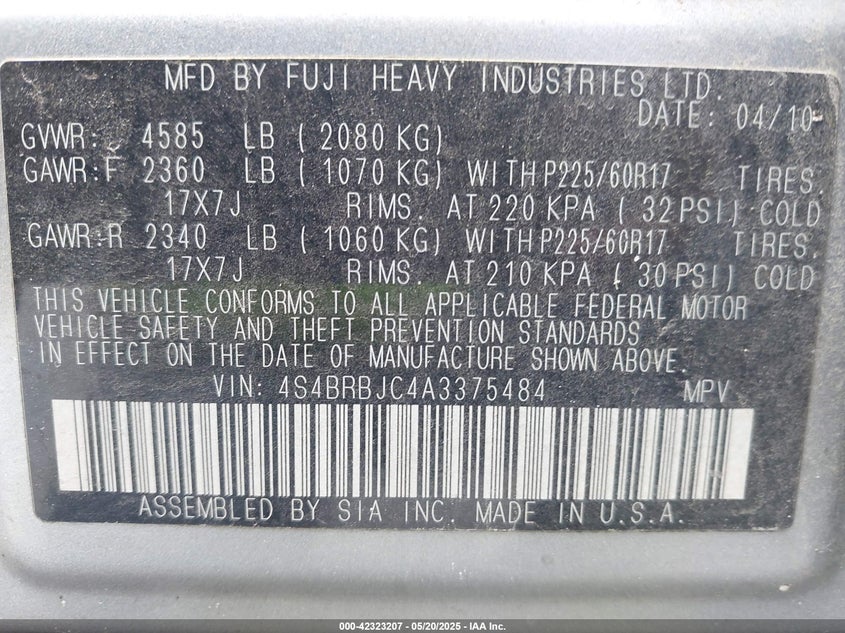 MFD BY FUJI HEAVY INDUSTRIES LTD.
DATE: 04/10
GVWR: 4585 LB ( 2080 KG)
GAWR:F 2360 LB ( 1070 KG) WITH P225/60R17 TIRES.
17X7J RIMS. AT 220 KPA ( 32 PSI) COLD
GAWR:R 2340 LB ( 1060 KG) WITH P225/60R17 TIRES.
17X7J RIMS. AT 210 KPA ( 30 PSI) COLD
THIS VEHICLE CONFORMS TO ALL APPLICABLE FEDERAL MOTOR
VEHICLE SAFETY AND THEFT PREVENTION STANDARDS
IN EFFECT ON THE DATE OF MANUFACTURE SHOWN ABOVE.
VIN: 4S4BRBJC4A3375484 MPV
ASSEMBLED BY SIA INC. MADE IN U.S.A.
000-42323207 - 05/20/2025 - IAA Inc.